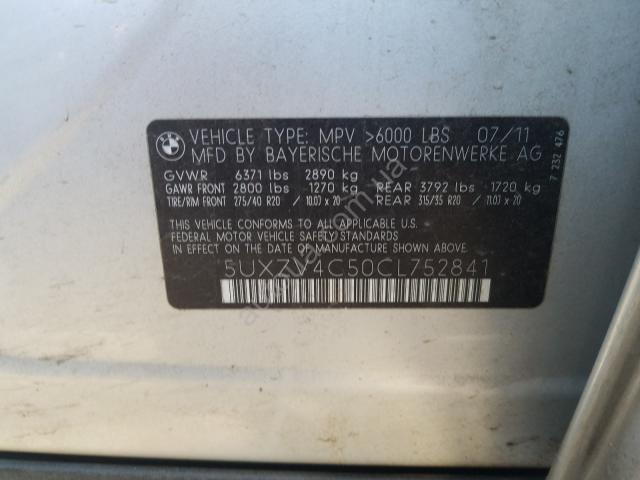 BMW
VEHICLE TYPE: MPV >6000 LBS 07/11
MFD BY BAYERISCHE MOTORENWERKE AG
GVWR 6371 lbs 2890 kg
GAWR FRONT 2800 lbs 1270 kg REAR 3792 lbs 1720 kg
TIRE/RIM FRONT 275/40 R20 / 10.0J x 20 REAR 315/35 R20 / 11.0J x 20
THIS VEHICLE CONFORMS TO ALL APPLICABLE U.S.
FEDERAL MOTOR VEHICLE SAFETY STANDARDS
IN EFFECT ON THE DATE OF MANUFACTURE SHOWN ABOVE.
5UXZV4C50CL752841
7 232 476